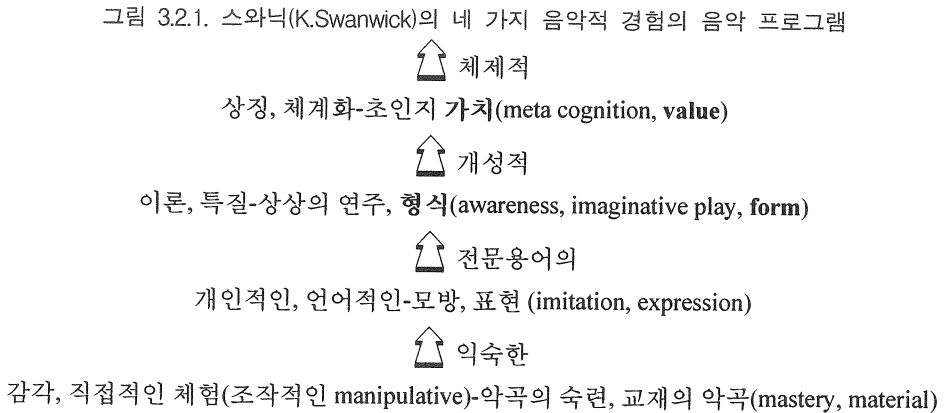 그림 3.2.1. 스와닉(K.Swanwick)의 네 가지 음악적 경험의 음악 프로그램
체제적
상징, 체계화-초인지 가치(meta cognition, value)
개성적
이론, 특질-상상의 연주, 형식(awareness, imaginative play, form)
전문용어의
개인적인, 언어적인-모방, 표현 (imitation, expression)
익숙한
감각, 직접적인 체험(조작적인 manipulative)-악곡의 숙련, 교재의 악곡(mastery, material)